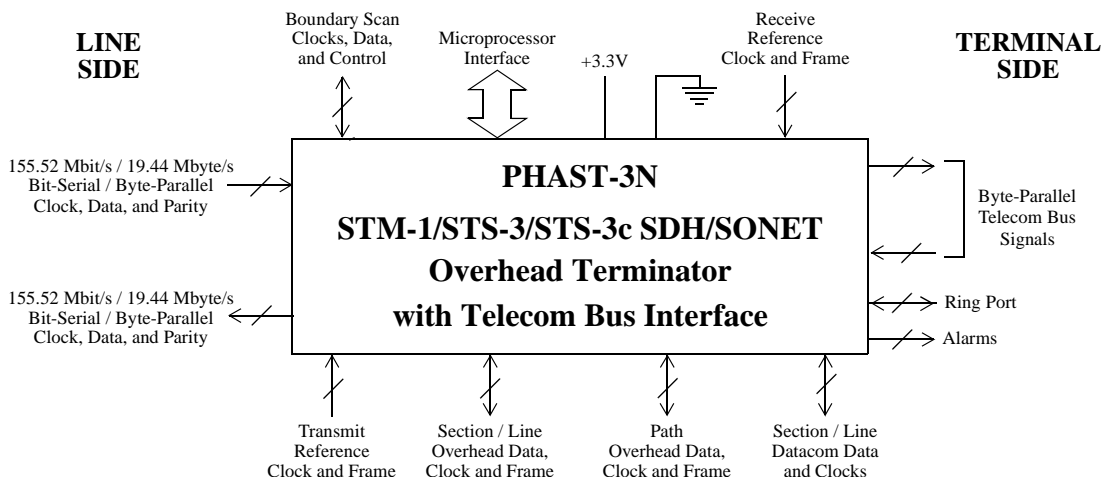 LINE
SIDE
Boundary Scan
Clocks, Data,
and Control
Microprocessor
Interface
+3.3V
Receive
Reference
Clock and Frame
TERMINAL
SIDE
155.52 Mbit/s / 19.44 Mbyte/s
Bit-Serial / Byte-Parallel
Clock, Data, and Parity
155.52 Mbit/s / 19.44 Mbyte/s
Bit-Serial / Byte-Parallel
Clock, Data, and Parity
PHAST-3N
STM-1/STS-3/STS-3c SDH/SONET
Overhead Terminator
with Telecom Bus Interface
Byte-Parallel
Telecom Bus
Signals
Ring Port
Alarms
Transmit
Reference
Clock and Frame
Section / Line
Overhead Data,
Clock and Frame
Path
Overhead Data,
Clock and Frame
Section / Line
Datacom Data
and Clocks